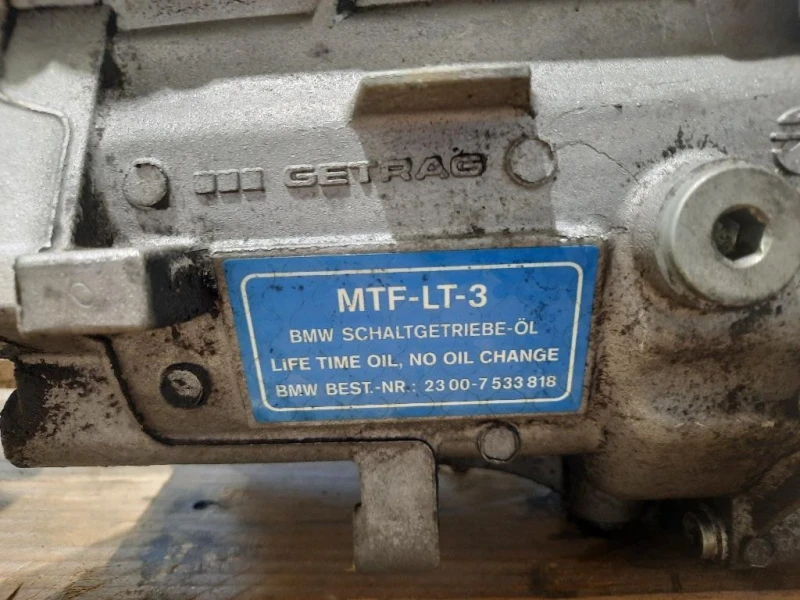 GETRAG
MTF-LT-3
BMW SCHALTGETRIEBE-ÖL
LIFE TIME OIL, NO OIL CHANGE
BMW BEST.-NR.: 23 00-7 533 818